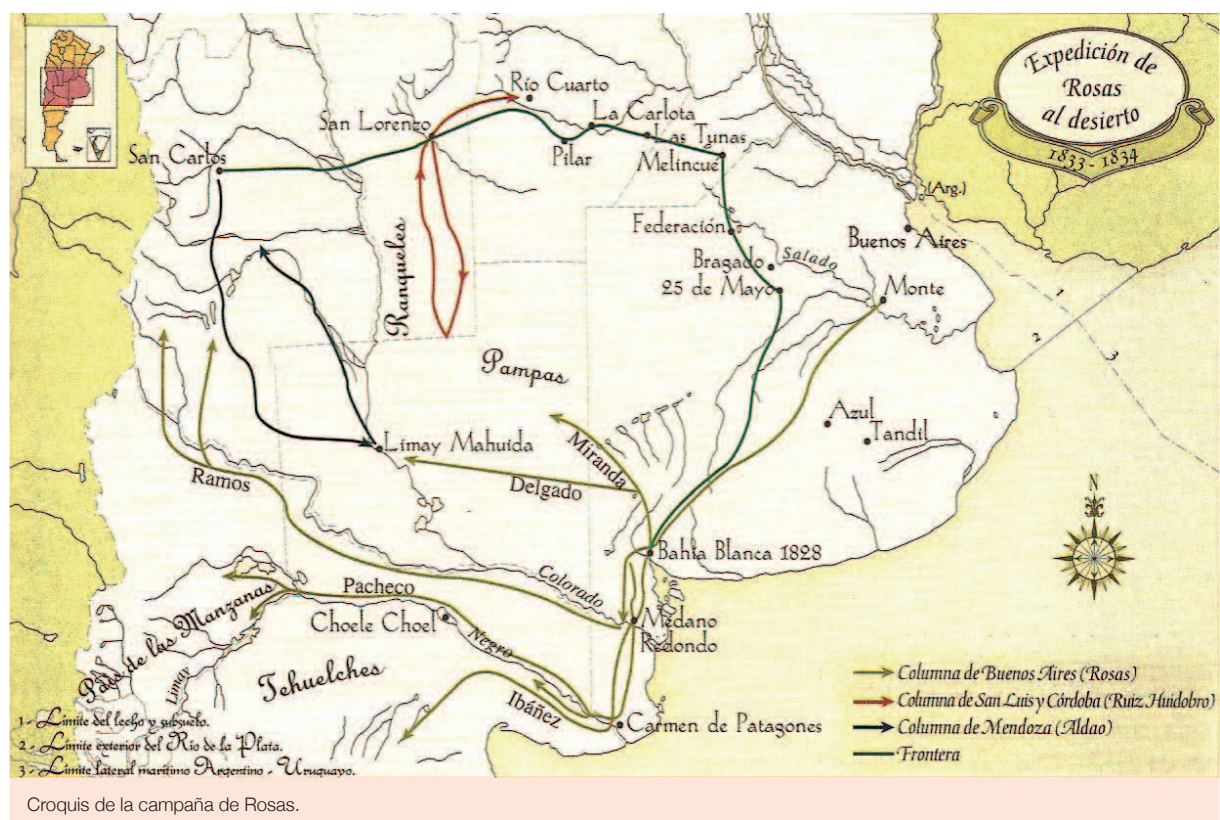 Expedición de
Rosas
al desierto
1833 - 1834
Río Cuarto
La Carlota
San Lorenzo
Las Tunas
Pilar
Melincue
San Carlos
(Arg.)
Ranqueles
Federación
Buenos Aires
Bragado
Salado
25 de Mayo
Monte
Pampas
Azul
Tandil
Limay Mahuida
Miranda
Delgado
Ramos
Bahía Blanca 1828
Colorado
Pacheco
Choele Choel
Negro
Medano
Redondo
País de las Manzanas
Limay
Tehuelches
Ibáñez
Carmen de Patagones
1
2
3
N
Columna de Buenos Aires (Rosas)
Columna de San Luis y Córdoba (Ruiz Huidobro)
Columna de Mendoza (Aldao)
Frontera
1 - Límite del lecho y subsuelo.
2 - Límite exterior del Río de la Plata.
3 - Límite lateral marítimo Argentino - Uruguayo.
Croquis de la campaña de Rosas.